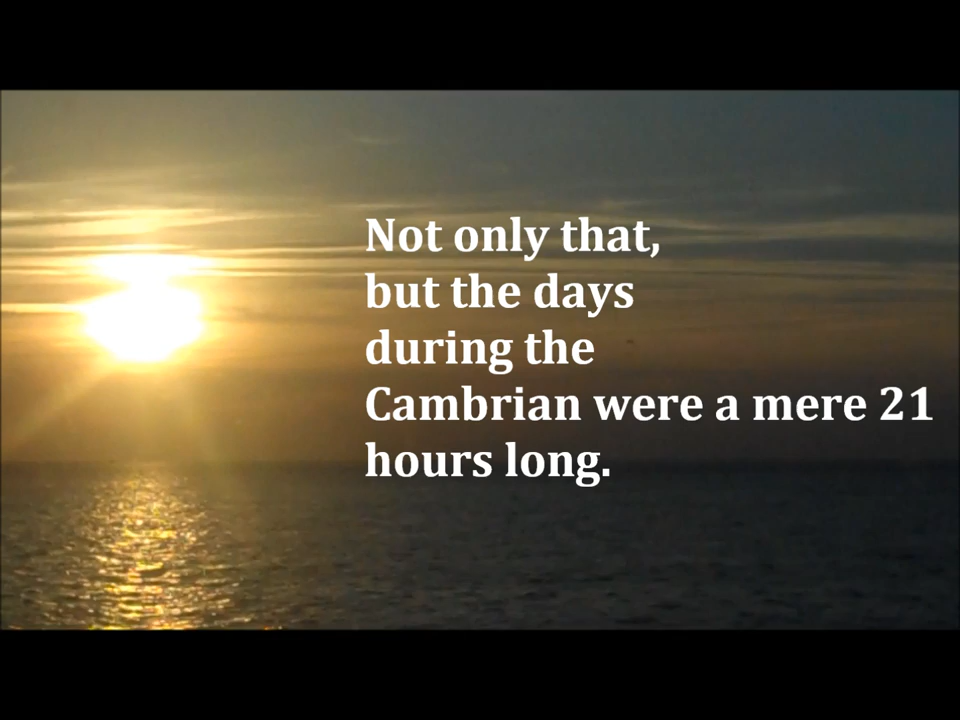 Not only that,
but the days
during the
Cambrian were a mere 21
hours long.